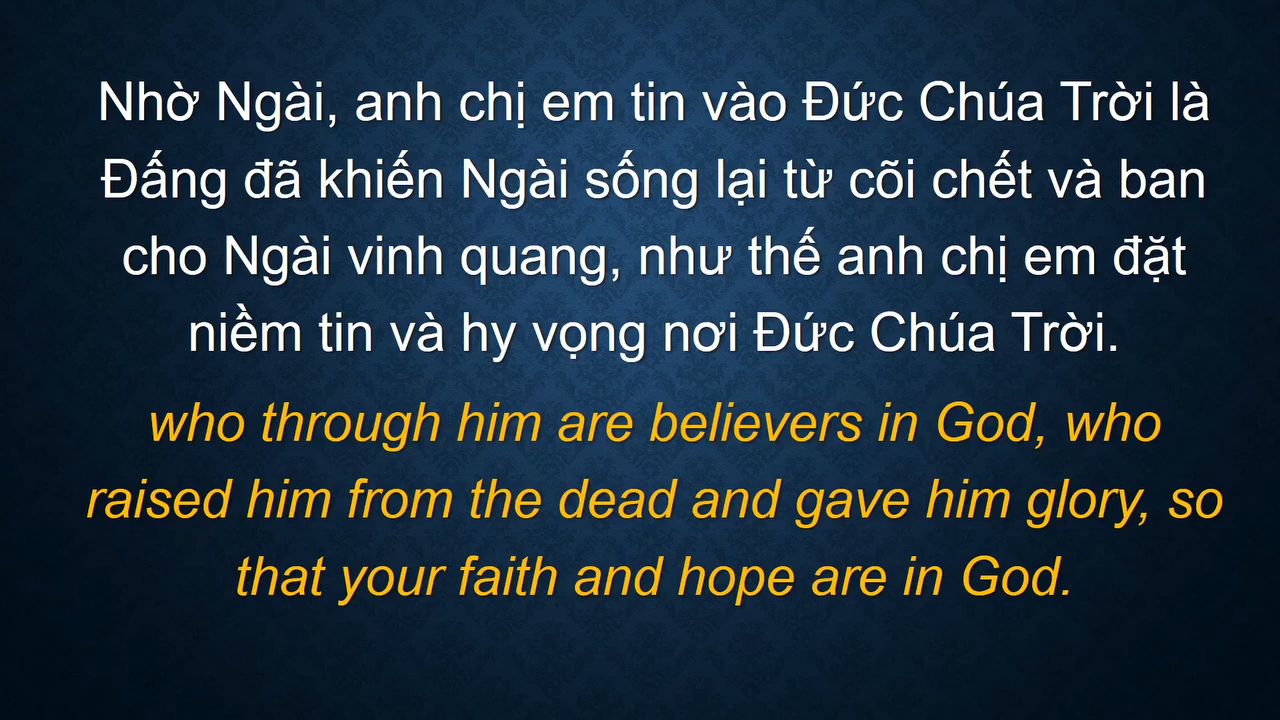 Nhờ Ngài, anh chị em tin vào Đức Chúa Trời là
Đấng đã khiến Ngài sống lại từ cõi chết và ban
cho Ngài vinh quang, như thế anh chị em đặt
niềm tin và hy vọng nơi Đức Chúa Trời.
who through him are believers in God, who
raised him from the dead and gave him glory, so
that your faith and hope are in God.